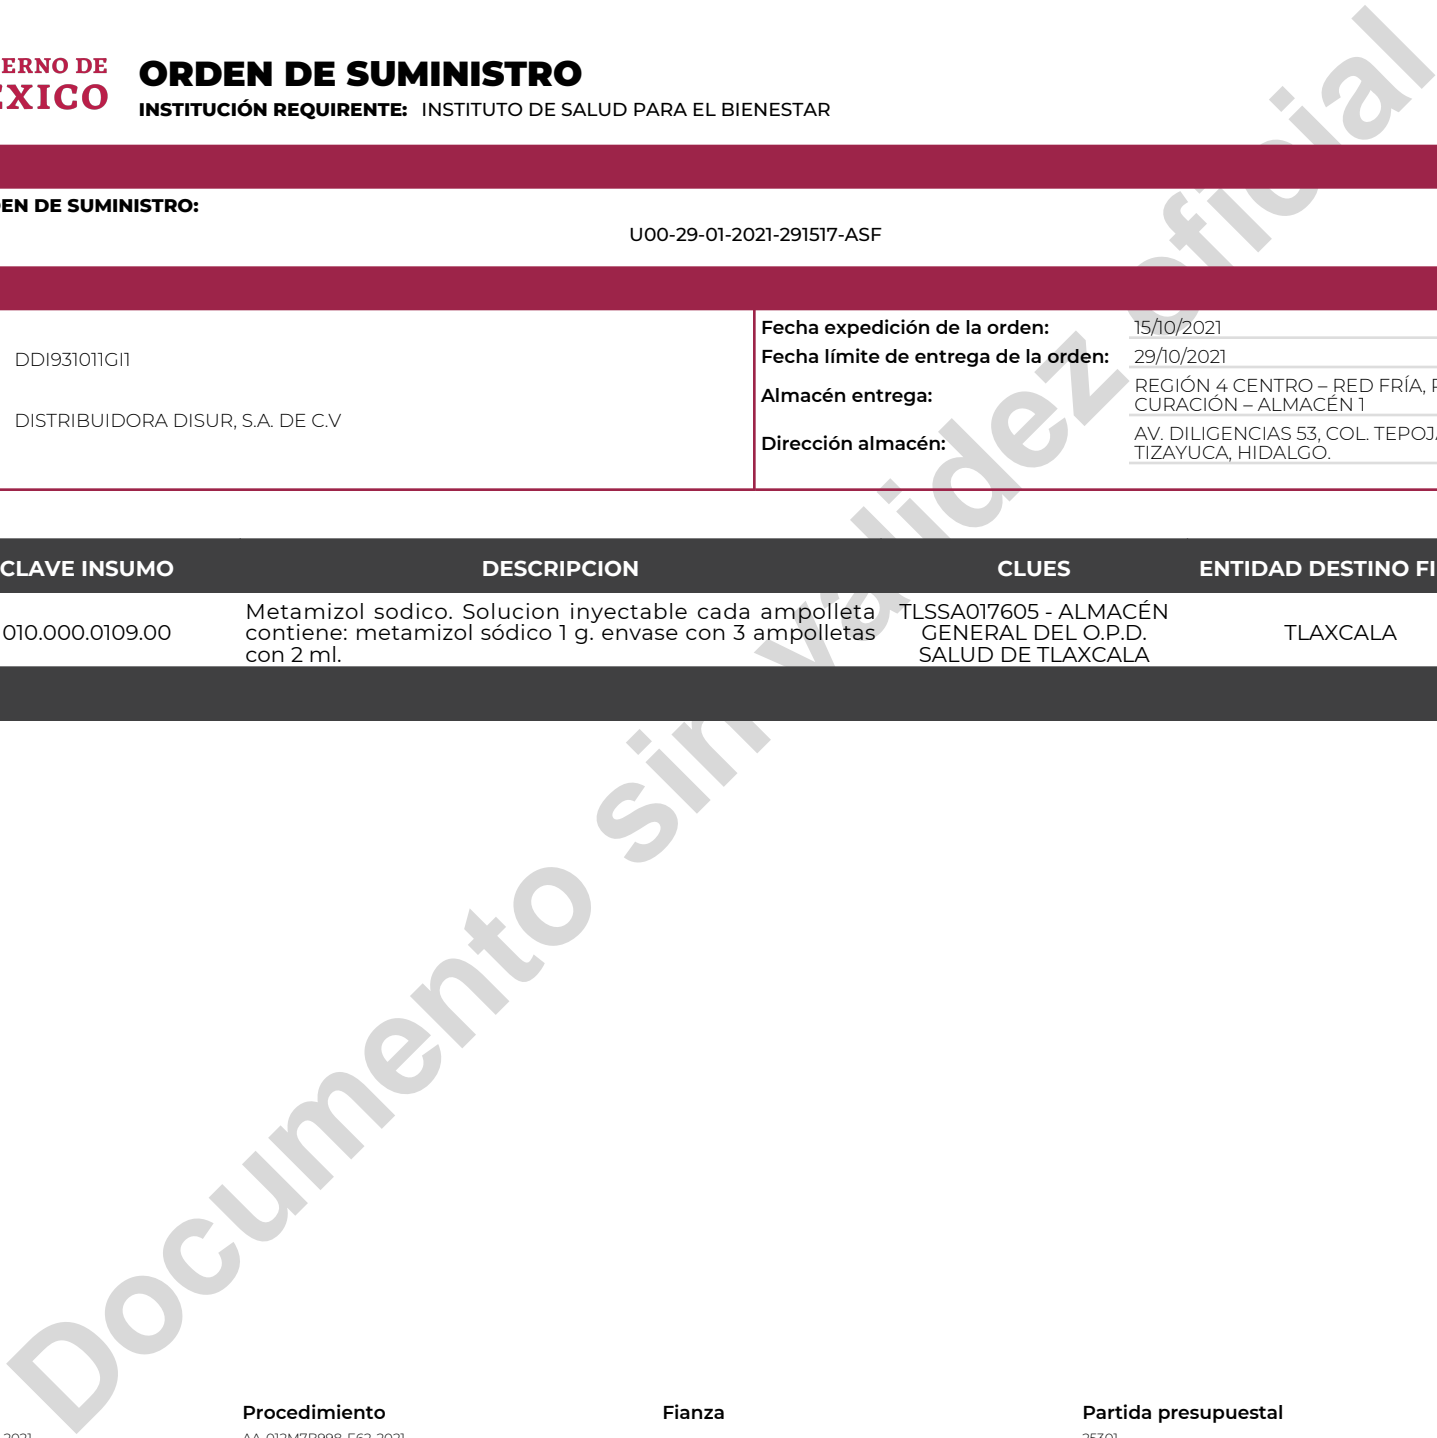 ERNO DE
EXICO
ORDEN DE SUMINISTRO
INSTITUCIÓN REQUIRENTE: INSTITUTO DE SALUD PARA EL BIENESTAR
EN DE SUMINISTRO:
U00-29-01-2021-291517-ASF
DDI931011GI1
DISTRIBUIDORA DISUR, S.A. DE C.V
Fecha expedición de la orden: 15/10/2021
Fecha límite de entrega de la orden: 29/10/2021
Almacén entrega: REGIÓN 4 CENTRO – RED FRÍA,
CURACIÓN – ALMACÉN 1
Dirección almacén: AV. DILIGENCIAS 53, COL. TEPOJ
TIZAYUCA, HIDALGO.
CLAVE INSUMO DESCRIPCION CLUES ENTIDAD DESTINO FI
010.000.0109.00
Metamizol sodico. Solucion inyectable cada ampolleta
contiene: metamizol sódico 1 g. envase con 3 ampolletas
con 2 ml.
TLSSA017605 - ALMACÉN
GENERAL DEL O.P.D.
SALUD DE TLAXCALA
TLAXCALA
Documento sin validez oficial
Procedimiento Fianza Partida presupuestal